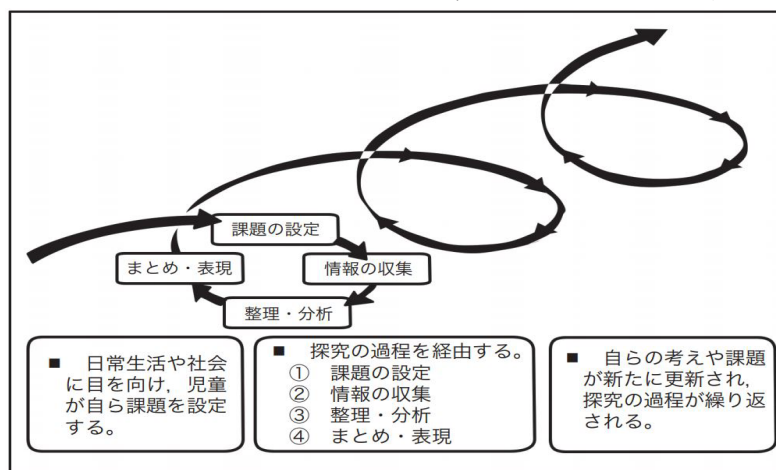 課題の設定
まとめ・表現
情報の収集
整理・分析
■ 日常生活や社会
に目を向け，児童
が自ら課題を設定
する。
■ 探究の過程を経由する。
① 課題の設定
② 情報の収集
③ 整理・分析
④ まとめ・表現
■ 自らの考えや課題
が新たに更新され，
探究の過程が繰り返
される。